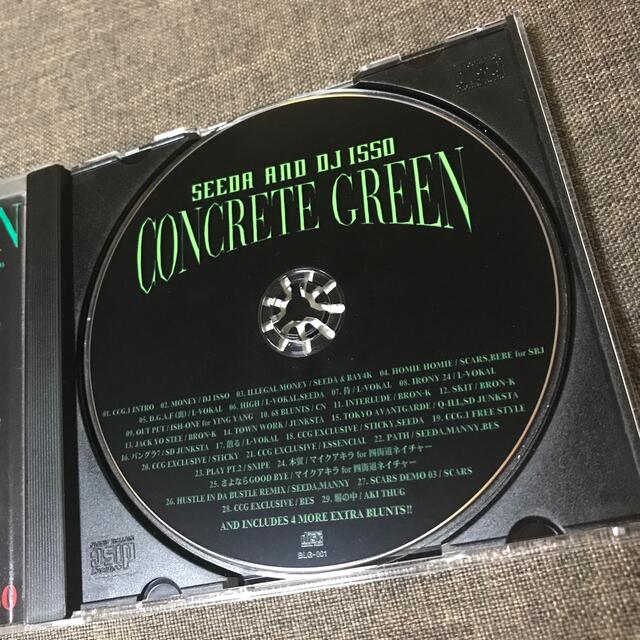 SEEDA AND DJ ISSO
CONCRETE GREEN
01. CCG.1 INTRO 02. MONEY / DJ ISSO 03. ILLEGAL MONEY / SEEDA & BAY4K 04. HOMIE HOMIE / SCARS,BEBE for SBJ
05. D.G.A.F (恋) / L-VOKAL 06. HIGH / L-VOKAL,SEEDA 07. 侍 / L-VOKAL 08. IRONY 24 / L-VOKAL
09. OUT PUT / ISH-ONE for YING YANG 10. 68 BLUNTS / CN 11. INTERLUDE / BRON-K 12. SKIT / BRON-K
13. JACK YO STEE / BRON-K 14. TOWN WORK / JUNKSTA 15. TOKYO AVANTGARDE / Q-ILL,SD JUNKSTA
16. バングラ7 / SD JUNKSTA 17. 散る / L-VOKAL 18. CCG EXCLUSIVE / STICKY,SEEDA 19. CCG.1 FREE STYLE
20. CCG EXCLUSIVE / STICKY 21. CCG EXCLUSIVE / ESSENCIAL 22. PATH / SEEDA,MANNY,BES
23. PLAY PT.2 / SNIPE 24. 本質 / マイクアキラ for 四街道ネイチャー
25. さよならGOOD BYE / マイクアキラ for 四街道ネイチャー
26. HUSTLE IN DA BUSTLE REMIX / SEEDA,MANNY 27. SCARS DEMO 03 / SCARS
28. CCG EXCLUSIVE / BES 29. 塀の中 / AKI THUG
AND INCLUDES 4 MORE EXTRA BLUNTS!!
BLG-001
N